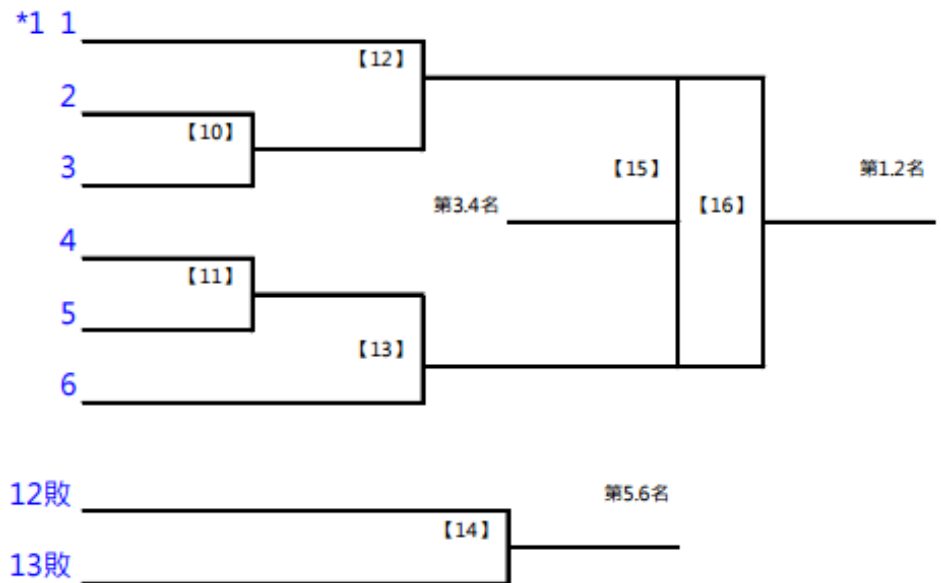 *1 1
【12】
2
【10】
3
【15】
第1.2名
第3.4名
【16】
4
【11】
5
【13】
6
12敗
第5.6名
【14】
13敗